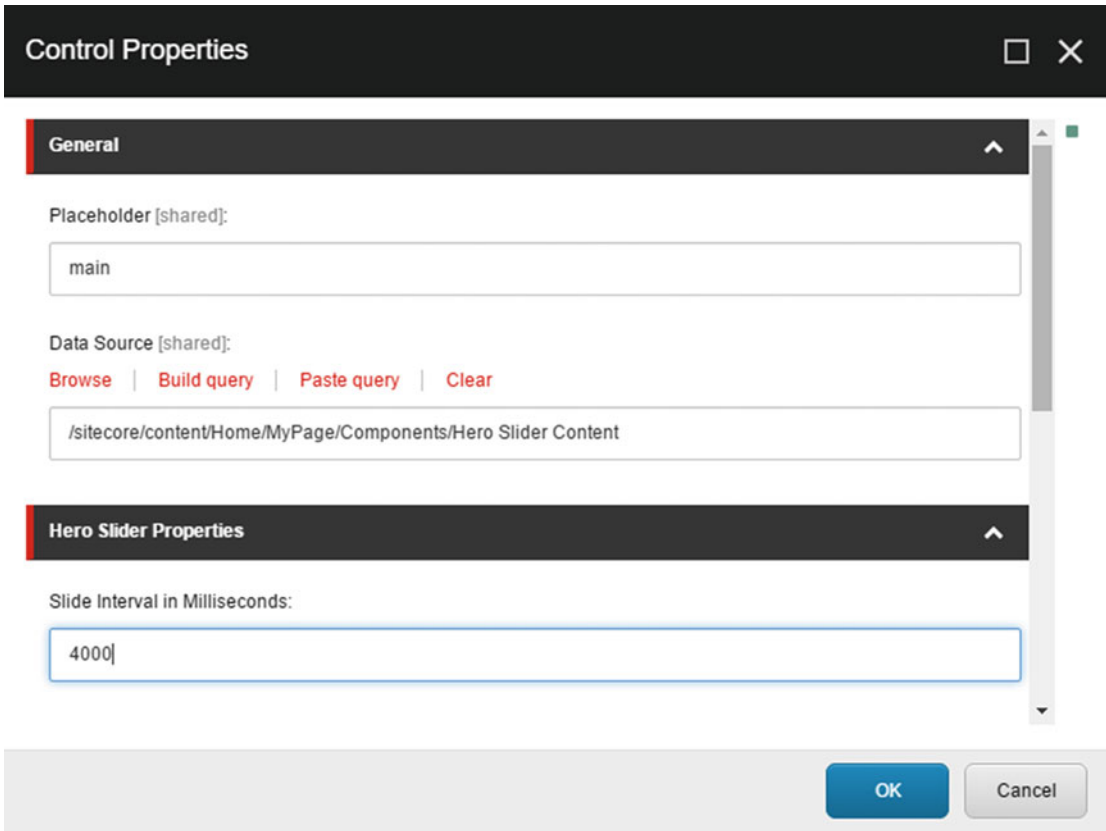 Control Properties
General
Placeholder [shared]:
main
Data Source [shared]:
Browse | Build query | Paste query | Clear
/sitecore/content/Home/MyPage/Components/Hero Slider Content
Hero Slider Properties
Slide Interval in Milliseconds:
4000
OK Cancel